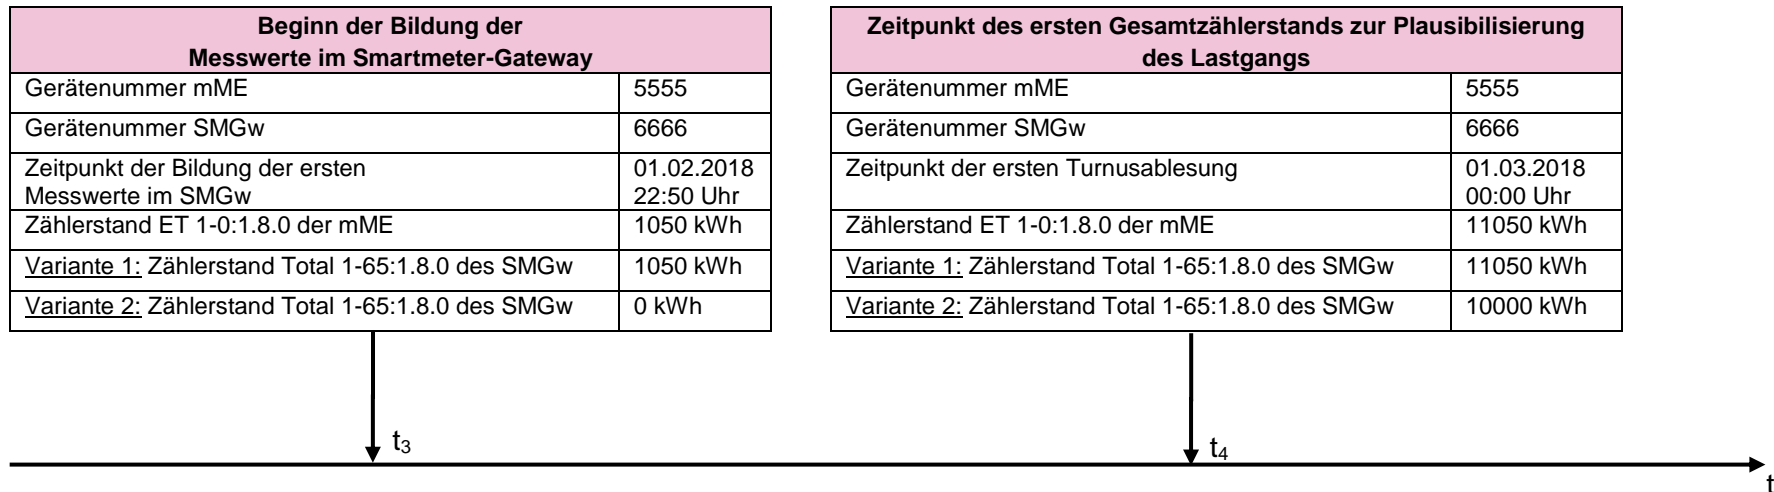 Beginn der Bildung der
Messwerte im Smartmeter-Gateway
Gerätenummer mME 5555
Gerätenummer SMGw 6666
Zeitpunkt der Bildung der ersten 01.02.2018
Messwerte im SMGw 22:50 Uhr
Zählerstand ET 1-0:1.8.0 der mME 1050 kWh
Variante 1: Zählerstand Total 1-65:1.8.0 des SMGw 1050 kWh
Variante 2: Zählerstand Total 1-65:1.8.0 des SMGw 0 kWh
Zeitpunkt des ersten Gesamtzählerstands zur Plausibilisierung
des Lastgangs
Gerätenummer mME 5555
Gerätenummer SMGw 6666
Zeitpunkt der ersten Turnusablesung 01.03.2018
00:00 Uhr
Zählerstand ET 1-0:1.8.0 der mME 11050 kWh
Variante 1: Zählerstand Total 1-65:1.8.0 des SMGw 11050 kWh
Variante 2: Zählerstand Total 1-65:1.8.0 des SMGw 10000 kWh
t3
t4
t